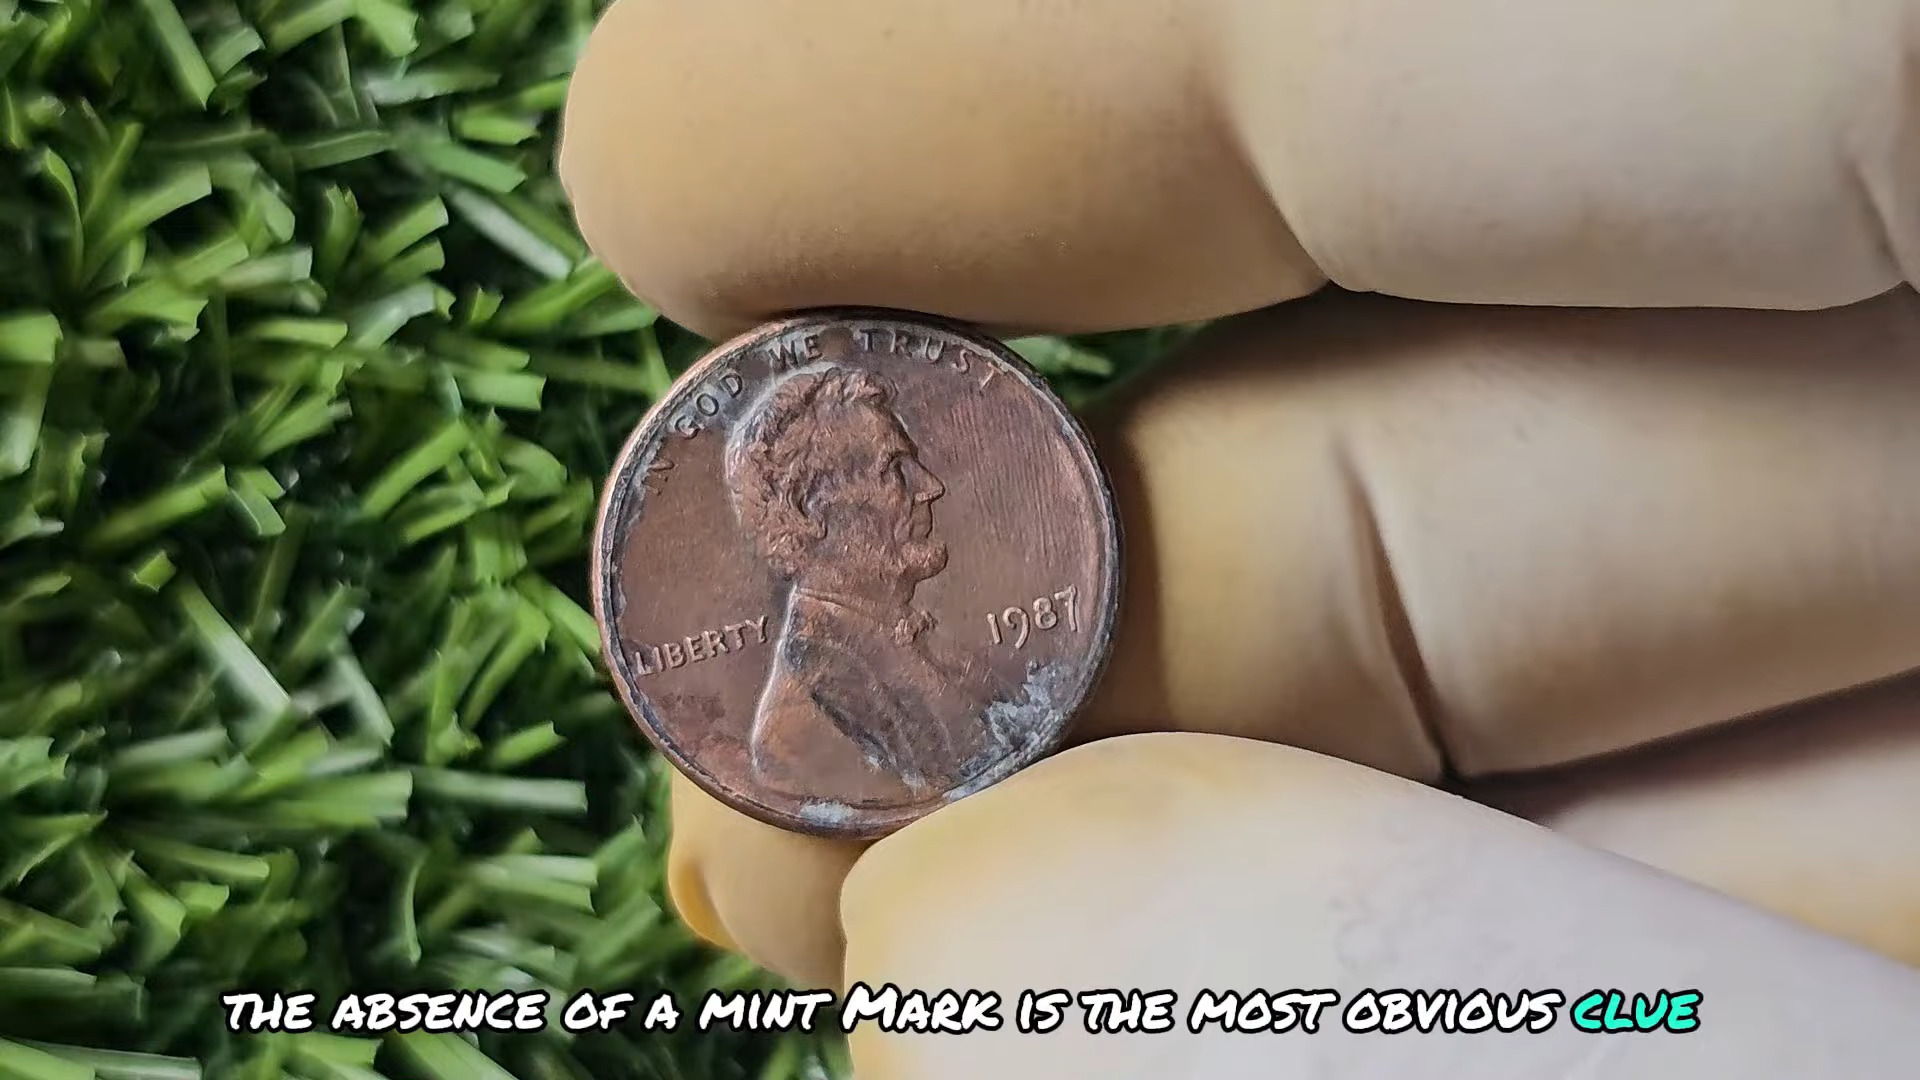 IN GOD WE TRUST
LIBERTY
1987
THE ABSENCE OF A MINT MARK IS THE MOST OBVIOUS CLUE